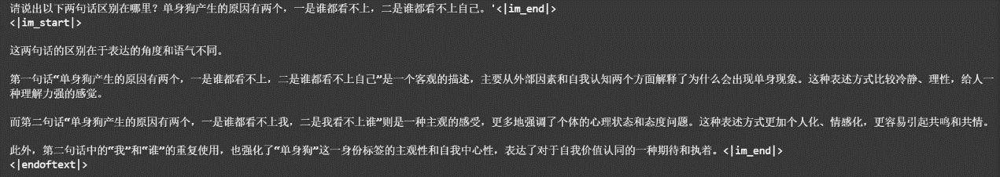 请说出以下两句话区别在哪里？单身狗产生的原因有两个，一是谁都看不上，二是谁都看不上自己。'<|im_end|>
<|im_start|>
这两句话的区别在于表达的角度和语气不同。
第一句话“单身狗产生的原因有两个，一是谁都看不上，二是谁都看不上自己”是一个客观的描述，主要从外部因素和自我认知两个方面解释了为什么会出现单身现象。这种表述方式比较冷静、理性，给人一
种理解力强的感觉。
而第二句话“单身狗产生的原因有两个，一是谁都看不上我，二是我看不上谁”则是一种主观的感受，更多地强调了个体的心理状态和态度问题。这种表述方式更加个人化、情感化，更容易引起共鸣和共情。
此外，第二句话中的“我”和“谁”的重复使用，也强化了“单身狗”这一身份标签的主观性和自我中心性，表达了对于自我价值认同的一种期待和执着。<|im_end|>
<|endoftext|>